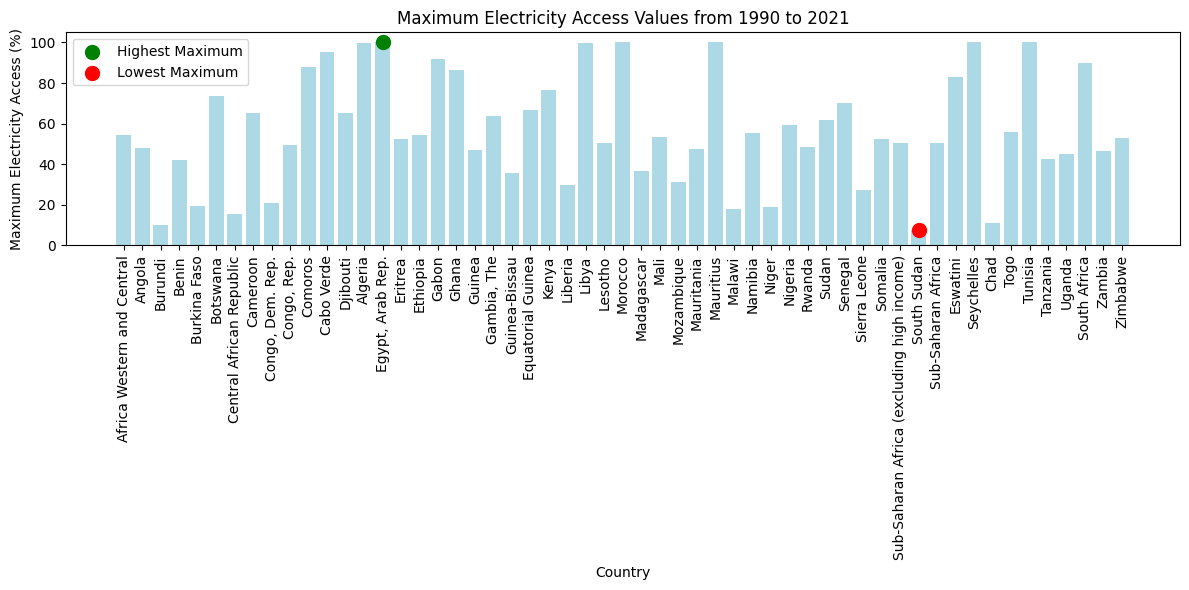 Maximum Electricity Access Values from 1990 to 2021
Maximum Electricity Access (%)
100
80
60
40
20
0
Highest Maximum
Lowest Maximum
Africa Western and Central
Angola
Burundi
Benin
Burkina Faso
Botswana
Central African Republic
Cameroon
Congo, Dem. Rep.
Congo, Rep.
Comoros
Cabo Verde
Djibouti
Algeria
Egypt, Arab Rep.
Eritrea
Ethiopia
Gabon
Ghana
Guinea
Gambia, The
Guinea-Bissau
Equatorial Guinea
Kenya
Liberia
Libya
Lesotho
Morocco
Madagascar
Mali
Mozambique
Mauritania
Mauritius
Malawi
Namibia
Niger
Nigeria
Rwanda
Sudan
Senegal
Sierra Leone
Somalia
Sub-Saharan Africa (excluding high income)
South Sudan
Sub-Saharan Africa
Eswatini
Seychelles
Chad
Togo
Tunisia
Tanzania
Uganda
South Africa
Zambia
Zimbabwe
Country